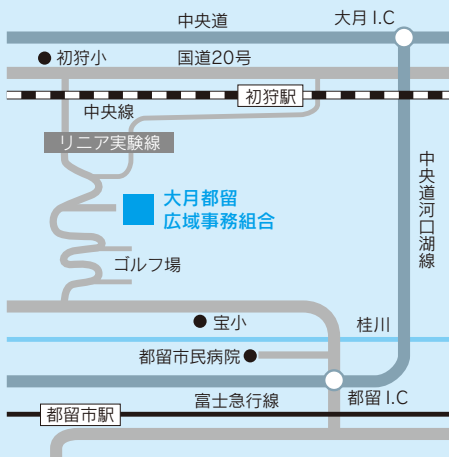 中央道
大月 I.C
初狩小
国道20号
初狩駅
中央線
リニア実験線
中央道河口湖線
大月都留
広域事務組合
ゴルフ場
宝小
桂川
都留市民病院
富士急行線
都留 I.C
都留市駅